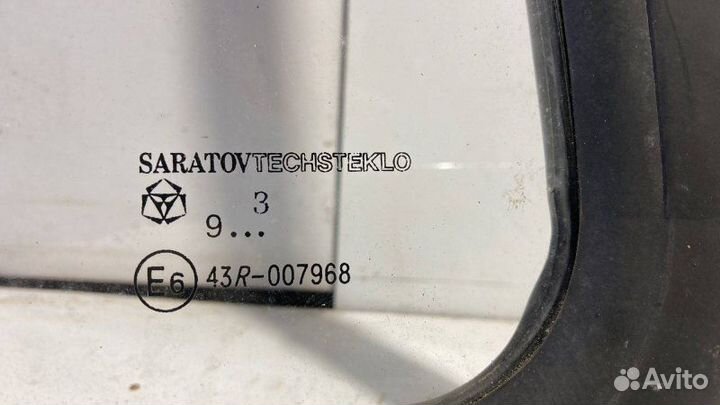 SARATOVTECHSTEKLO
3
9...
E6 43R-007968
Avito